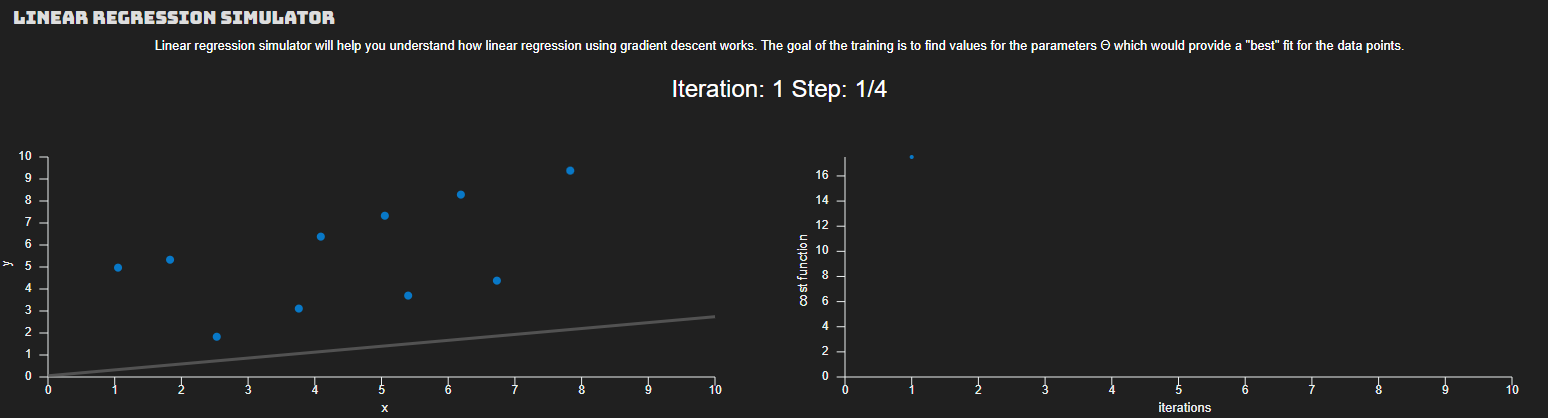 LINEAR REGRESSION SIMULATOR
Linear regression simulator will help you understand how linear regression using gradient descent works. The goal of the training is to find values for the parameters Θ which would provide a "best" fit for the data points.
Iteration: 1 Step: 1/4
10
9
8
7
6
5
4
3
2
1
0
y
0 1 2 3 4 5 6 7 8 9 10
x
16
14
12
10
8
6
4
2
0
cost function
0 1 2 3 4 5 6 7 8 9 10
iterations